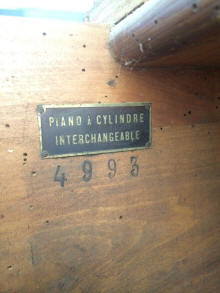 PIANO à CYLINDRE
INTERCHANGEABLE
4993